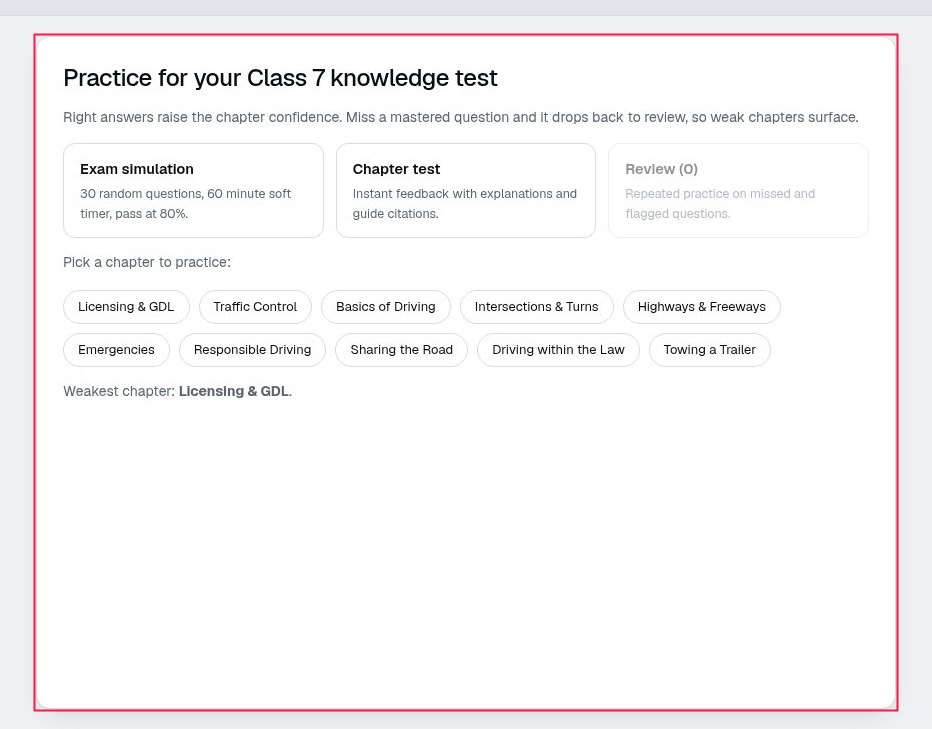 Practice for your Class 7 knowledge test
Right answers raise the chapter confidence. Miss a mastered question and it drops back to review, so weak chapters surface.
Exam simulation
30 random questions, 60 minute soft
timer, pass at 80%.
Chapter test
Instant feedback with explanations and
guide citations.
Review (0)
Repeated practice on missed and
flagged questions.
Pick a chapter to practice:
Licensing & GDL
Traffic Control
Basics of Driving
Intersections & Turns
Highways & Freeways
Emergencies
Responsible Driving
Sharing the Road
Driving within the Law
Towing a Trailer
Weakest chapter: Licensing & GDL.